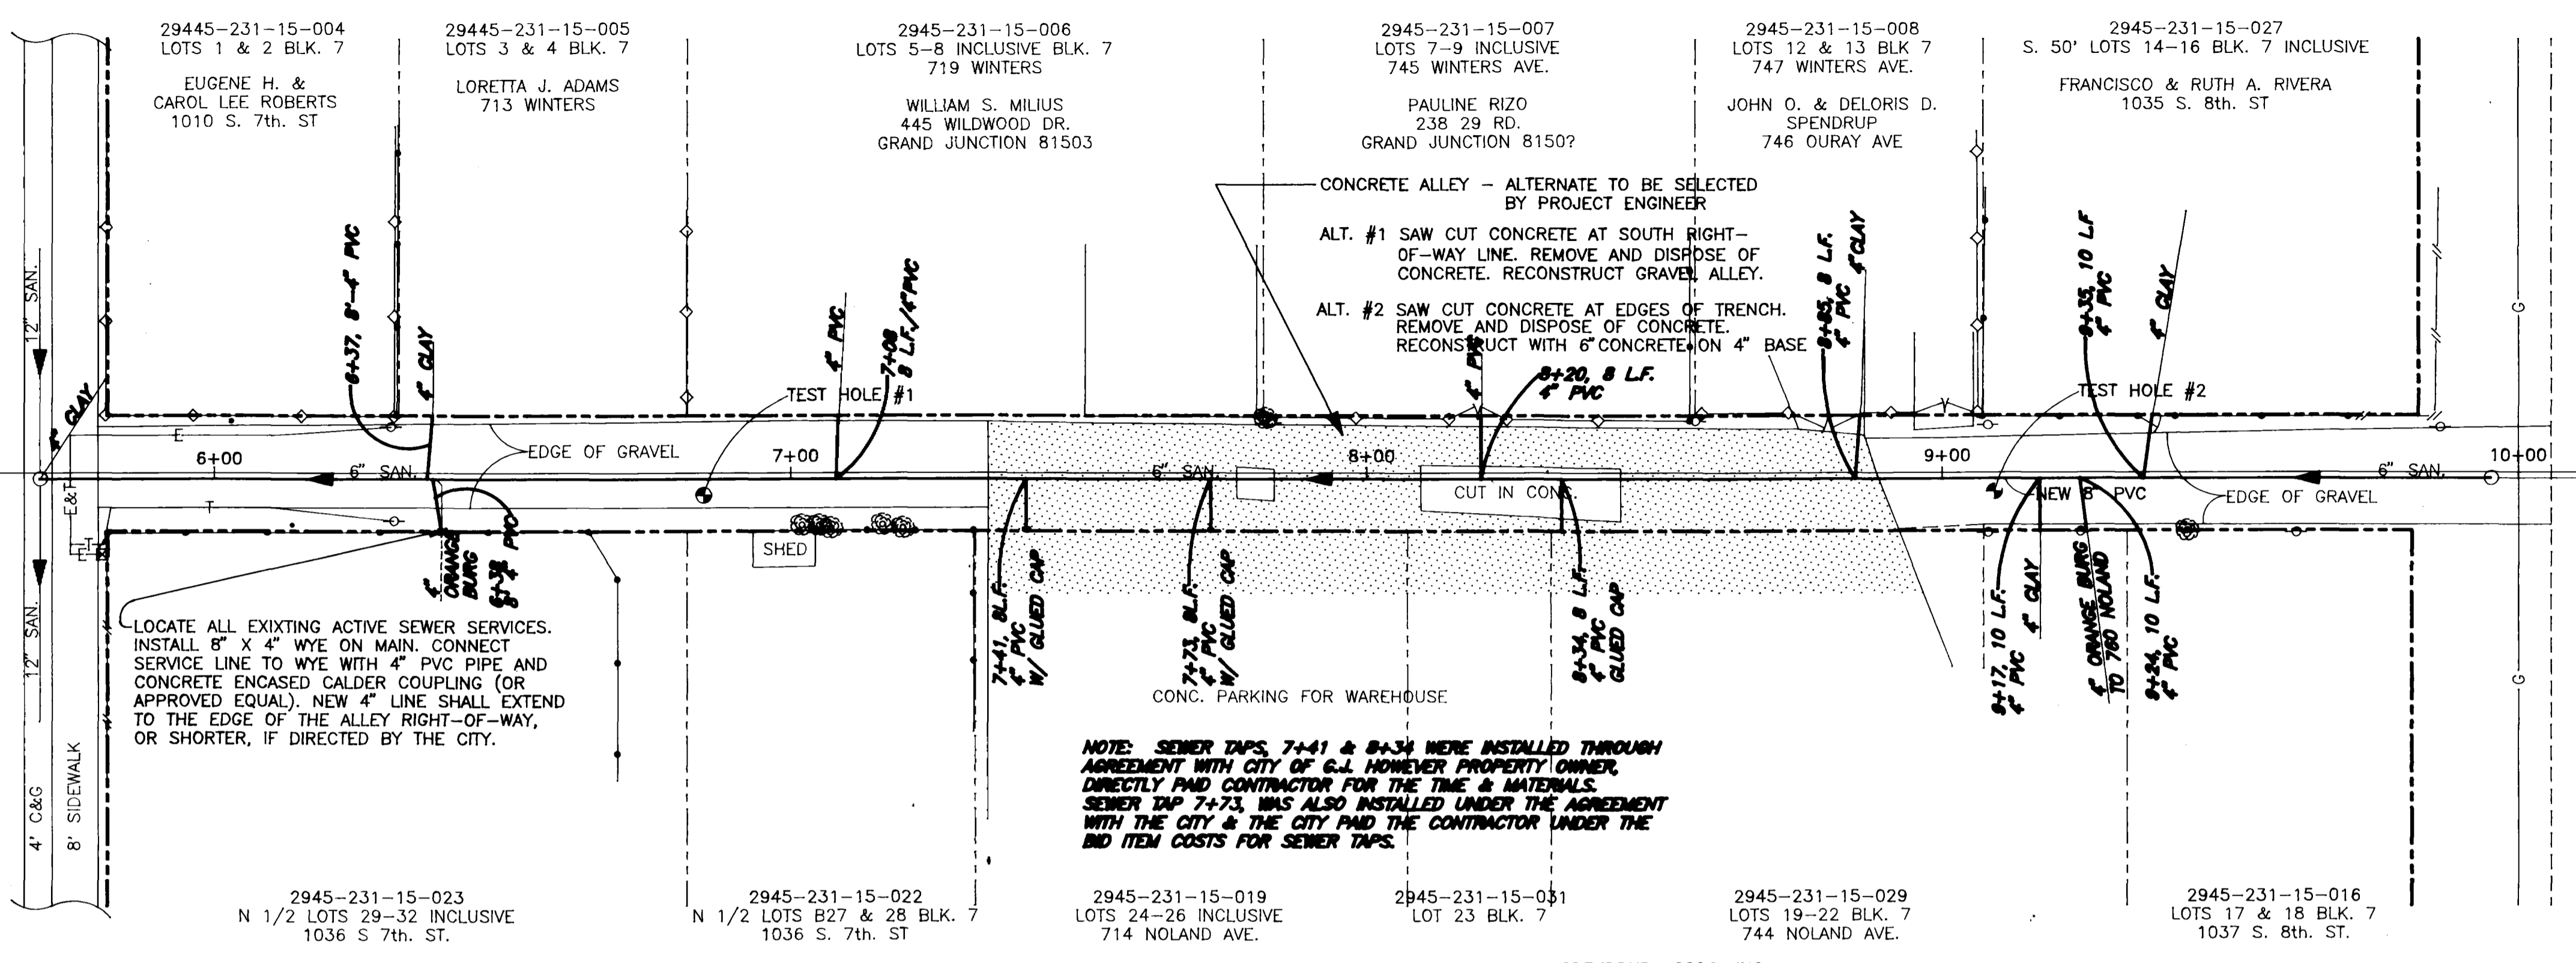 29445-231-15-004
LOTS 1 & 2 BLK. 7
EUGENE H. &
CAROL LEE ROBERTS
1010 S. 7th. ST
29445-231-15-005
LOTS 3 & 4 BLK. 7
LORETTA J. ADAMS
713 WINTERS
2945-231-15-006
LOTS 5-8 INCLUSIVE BLK. 7
719 WINTERS
WILLIAM S. MILIUS
445 WILDWOOD DR.
GRAND JUNCTION 81503
2945-231-15-007
LOTS 7-9 INCLUSIVE
745 WINTERS AVE.
PAULINE RIZO
238 29 RD.
GRAND JUNCTION 8150?
2945-231-15-008
LOTS 12 & 13 BLK 7
747 WINTERS AVE.
JOHN O. & DELORIS D.
SPENDRUP
746 OURAY AVE
2945-231-15-027
S. 50' LOTS 14-16 BLK. 7 INCLUSIVE
FRANCISCO & RUTH A. RIVERA
1035 S. 8th. ST
CONCRETE ALLEY - ALTERNATE TO BE SELECTED
BY PROJECT ENGINEER
ALT. #1 SAW CUT CONCRETE AT SOUTH RIGHT-
OF-WAY LINE. REMOVE AND DISPOSE OF
CONCRETE. RECONSTRUCT GRAVEL ALLEY.
ALT. #2 SAW CUT CONCRETE AT EDGES OF TRENCH.
REMOVE AND DISPOSE OF CONCRETE.
RECONSTRUCT WITH 6" CONCRETE ON 4" BASE
12" SAN.
4" CLAY
6+37, 8'-4" PVC
4" CLAY
4" PVC
7+08
8 L.F./4"PVC
4" PVC
8+20, 8 L.F.
4" PVC
8+85, 8 L.F.
4" PVC
4"CLAY
9+35, 10 L.F
4" PVC
4" CLAY
TEST HOLE #1
TEST HOLE #2
E
EDGE OF GRAVEL
6+00
7+00
8+00
9+00
10+00
6" SAN.
6" SAN.
6" SAN.
CUT IN CONC.
NEW 8" PVC
EDGE OF GRAVEL
E&T
T
T
E
G
G
V
V
SHED
4"
ORANGE
BURG
6+38
8' 4" PVC
7+41, 8L.F.
4" PVC
W/ GLUED CAP
7+73, 8L.F.
4" PVC
W/ GLUED CAP
8+34, 8 L.F.
4" PVC
GLUED CAP
9+17, 10 L.F.
4" PVC
4" CLAY
4" ORANGE BURG
TO 760 NOLAND
9+24, 10 L.F.
4" PVC
12" SAN.
4' C&G
8' SIDEWALK
LOCATE ALL EXIXTING ACTIVE SEWER SERVICES.
INSTALL 8" X 4" WYE ON MAIN. CONNECT
SERVICE LINE TO WYE WITH 4" PVC PIPE AND
CONCRETE ENCASED CALDER COUPLING (OR
APPROVED EQUAL). NEW 4" LINE SHALL EXTEND
TO THE EDGE OF THE ALLEY RIGHT-OF-WAY,
OR SHORTER, IF DIRECTED BY THE CITY.
CONC. PARKING FOR WAREHOUSE
NOTE: SEWER TAPS, 7+41 & 8+34 WERE INSTALLED THROUGH
AGREEMENT WITH CITY OF G.J. HOWEVER PROPERTY OWNER,
DIRECTLY PAID CONTRACTOR FOR THE TIME & MATERIALS.
SEWER TAP 7+73, WAS ALSO INSTALLED UNDER THE AGREEMENT
WITH THE CITY & THE CITY PAID THE CONTRACTOR UNDER THE
BID ITEM COSTS FOR SEWER TAPS.
2945-231-15-023
N 1/2 LOTS 29-32 INCLUSIVE
1036 S 7th. ST.
2945-231-15-022
N 1/2 LOTS B27 & 28 BLK. 7
1036 S. 7th. ST
2945-231-15-019
LOTS 24-26 INCLUSIVE
714 NOLAND AVE.
2945-231-15-031
LOT 23 BLK. 7
2945-231-15-029
LOTS 19-22 BLK. 7
744 NOLAND AVE.
2945-231-15-016
LOTS 17 & 18 BLK. 7
1037 S. 8th. ST.